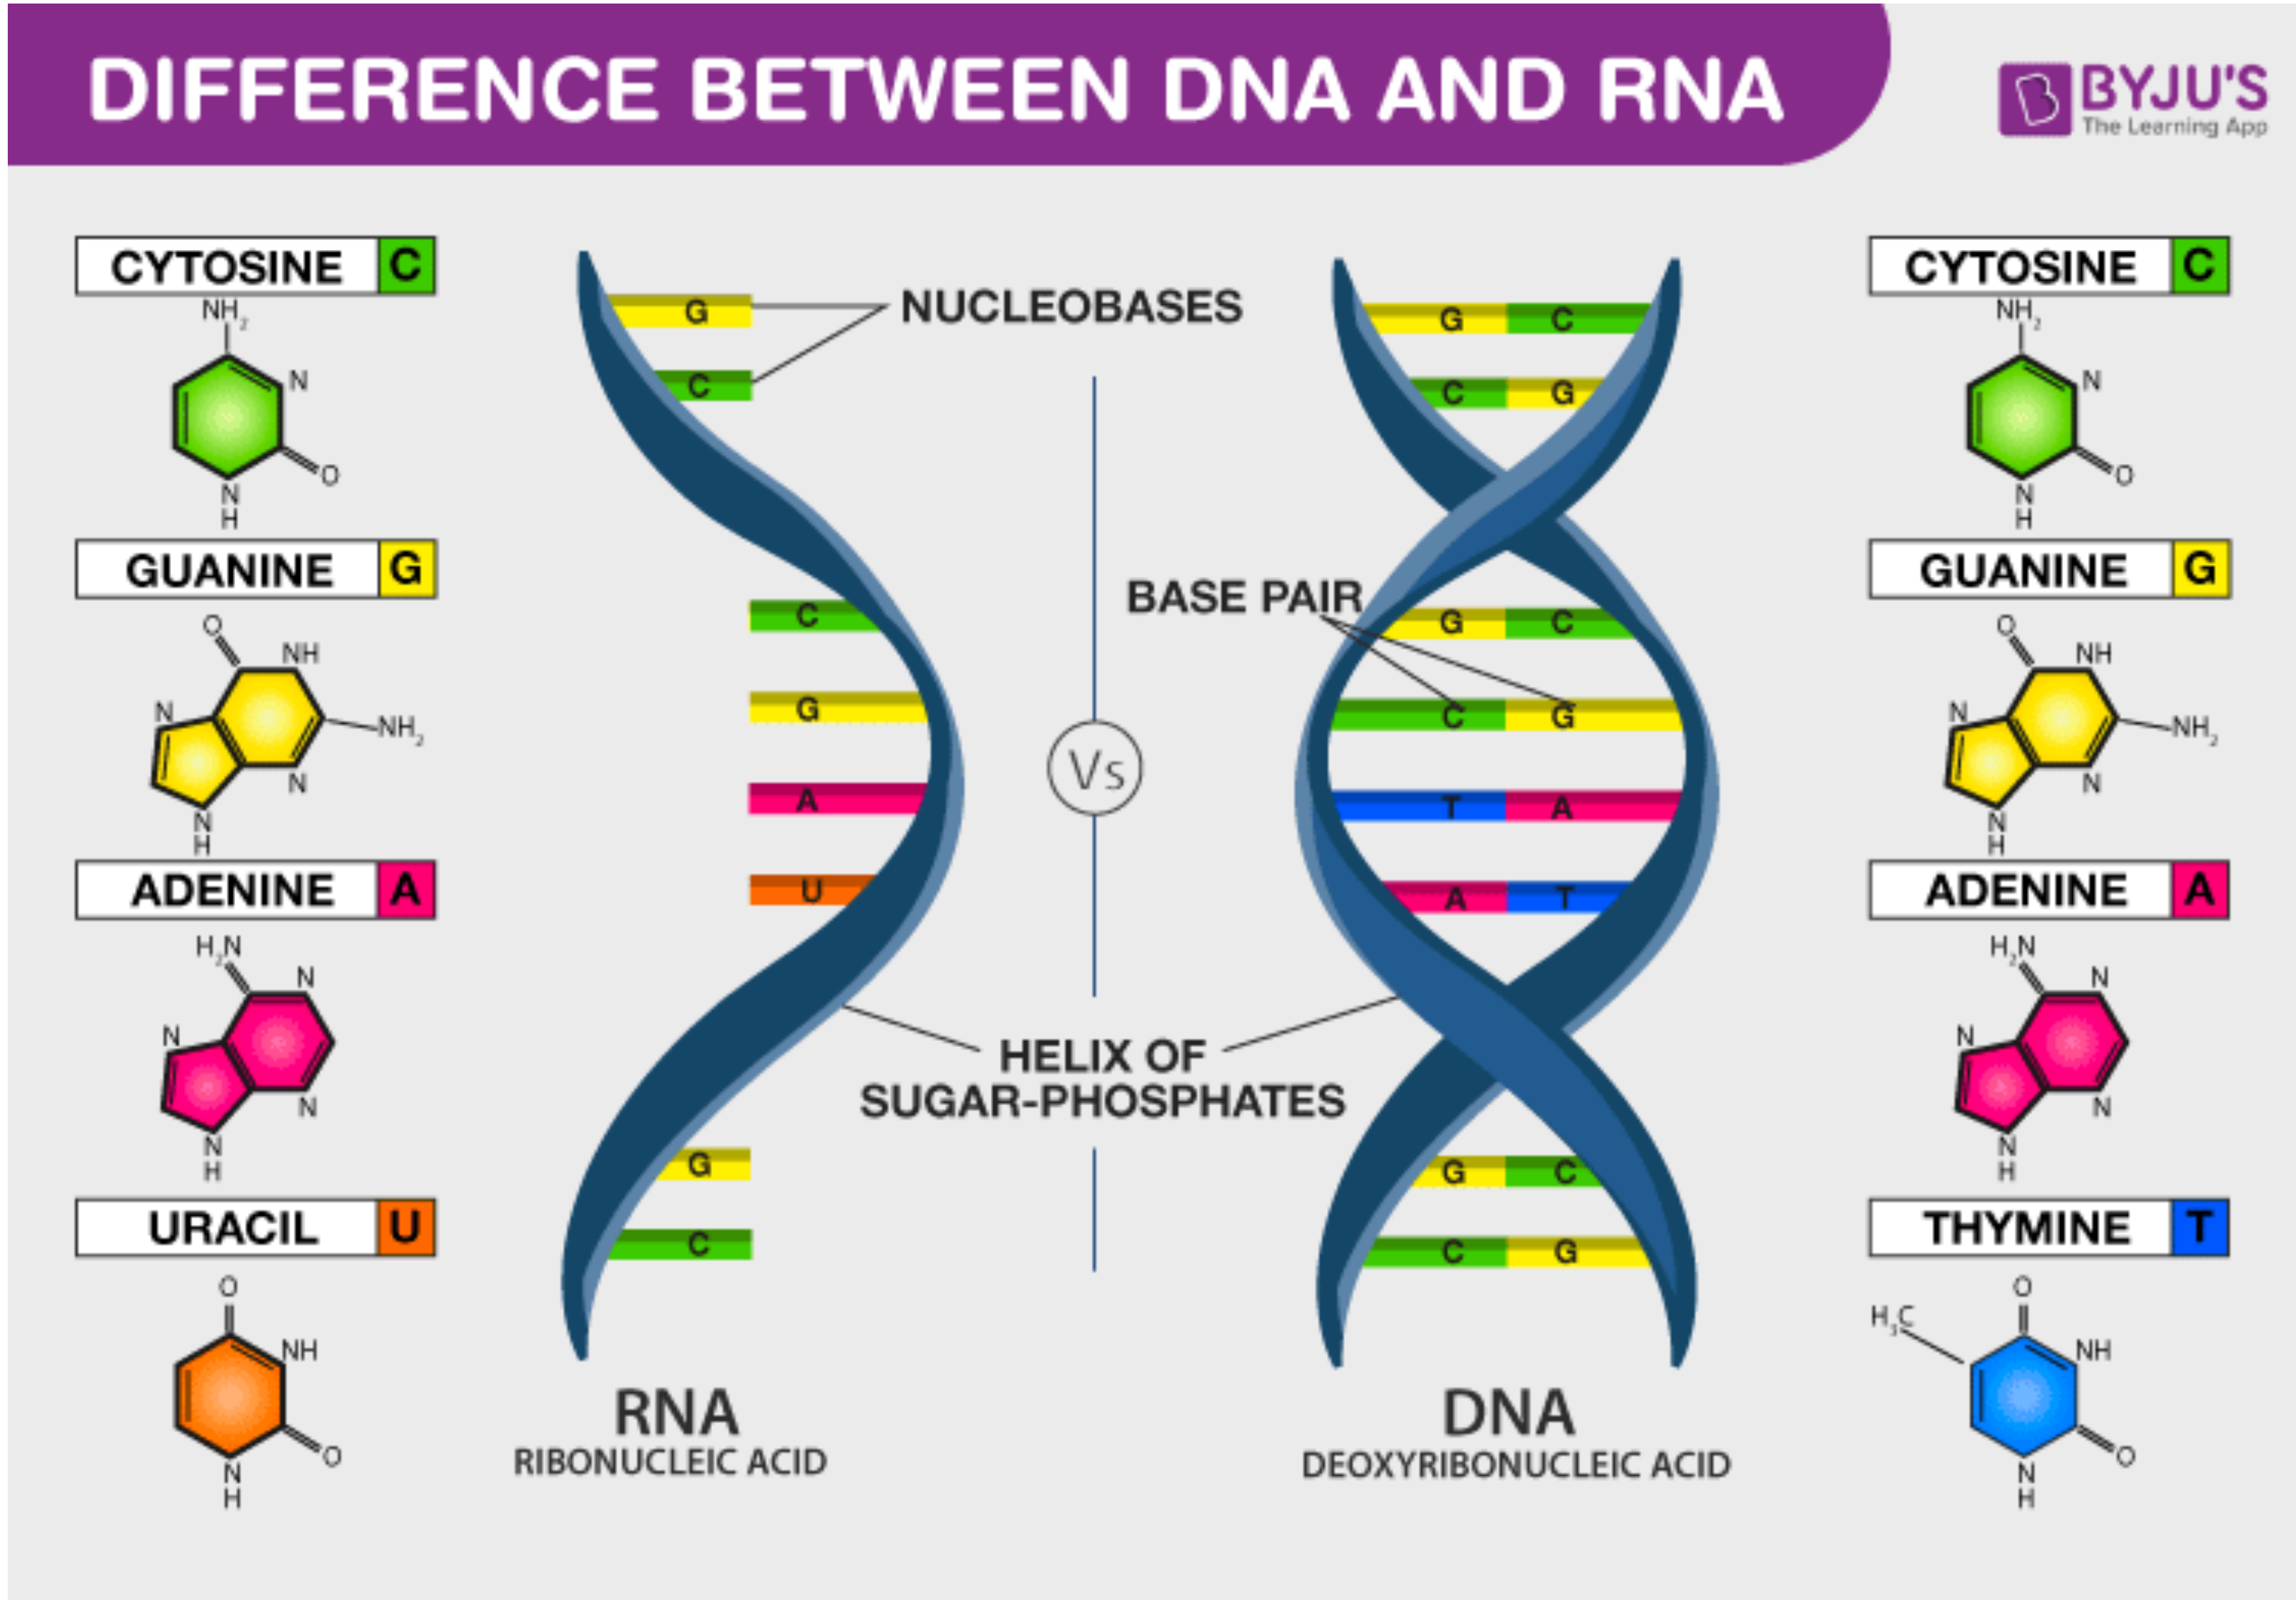 DIFFERENCE BETWEEN DNA AND RNA
BYJU'S
The Learning App
CYTOSINE C
NH2
N
O
N
H
GUANINE G
O
NH
N
NH2
N
N
H
ADENINE A
H2N
N
N
N
N
H
URACIL U
O
NH
O
N
H
G
C
NUCLEOBASES
C
G
A
U
G
C
RNA
RIBONUCLEIC ACID
Vs
HELIX OF
SUGAR-PHOSPHATES
BASE PAIR
G C
C G
G C
C G
T A
A T
G C
C G
DNA
DEOXYRIBONUCLEIC ACID
CYTOSINE C
NH2
N
O
N
H
GUANINE G
O
NH
N
NH2
N
N
H
ADENINE A
H2N
N
N
N
N
H
THYMINE T
O
H3C
NH
O
N
H